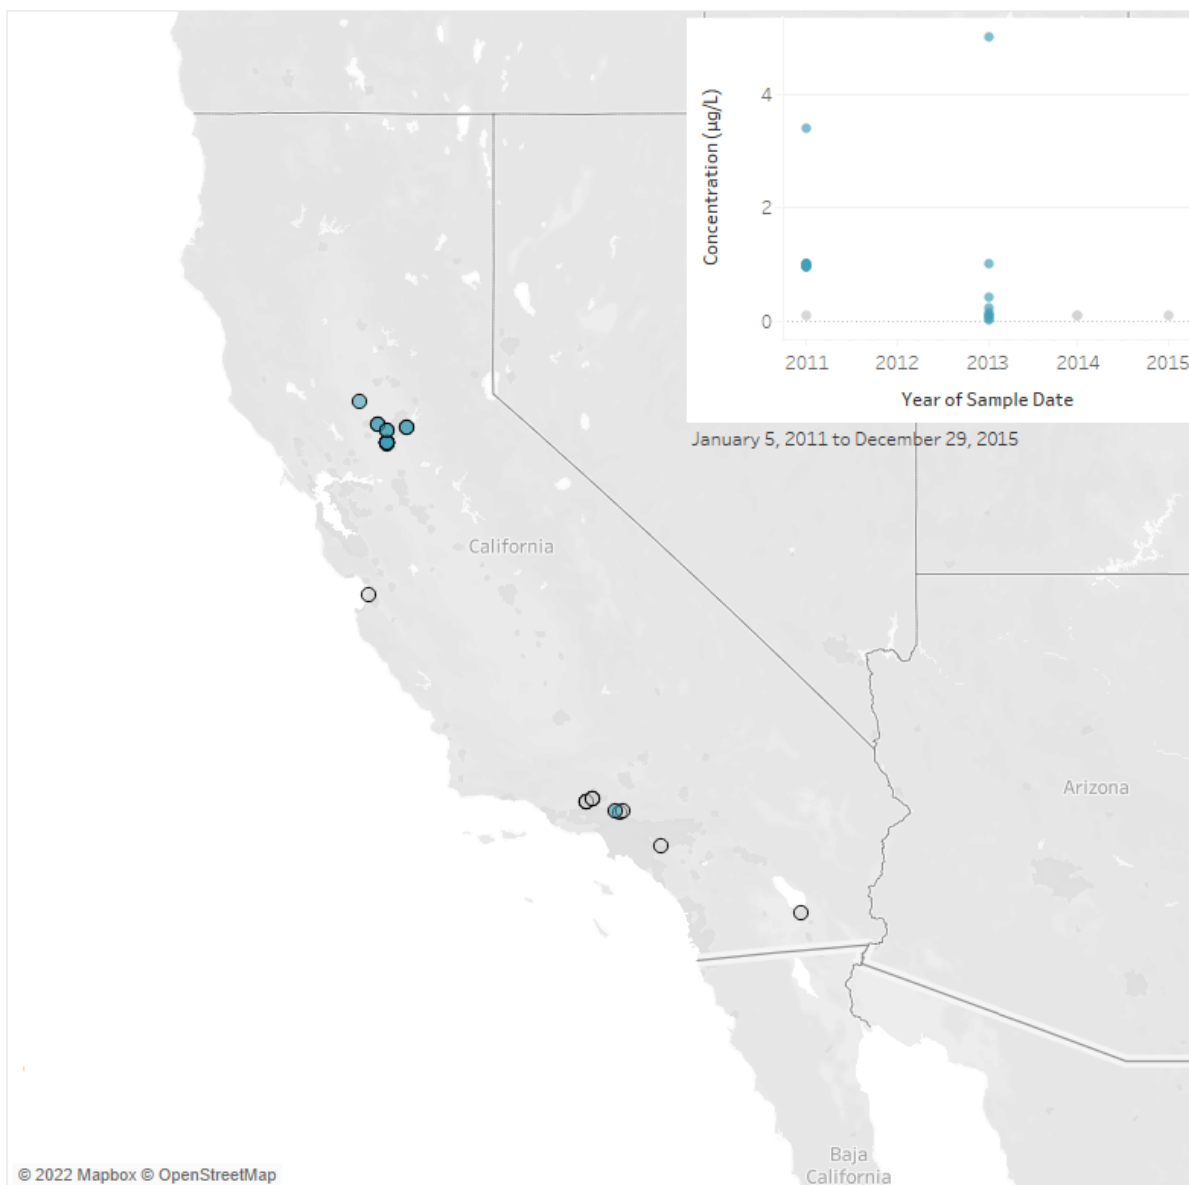 Concentration (µg/L)
4
2
0
2011 2012 2013 2014 2015
Year of Sample Date
January 5, 2011 to December 29, 2015
California
Arizona
Baja
California
© 2022 Mapbox © OpenStreetMap